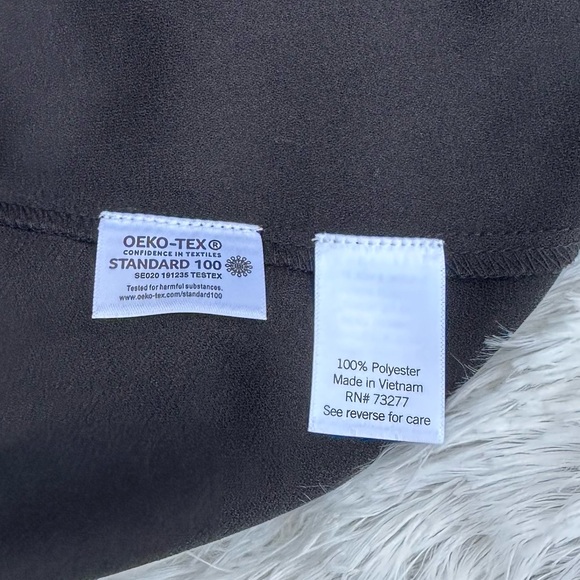 OEKO-TEX®
CONFIDENCE IN TEXTILES
STANDARD 100
SE020 191235 TESTEX
Tested for harmful substances.
www.oeko-tex.com/standard100
100% Polyester
Made in Vietnam
RN# 73277
See reverse for care